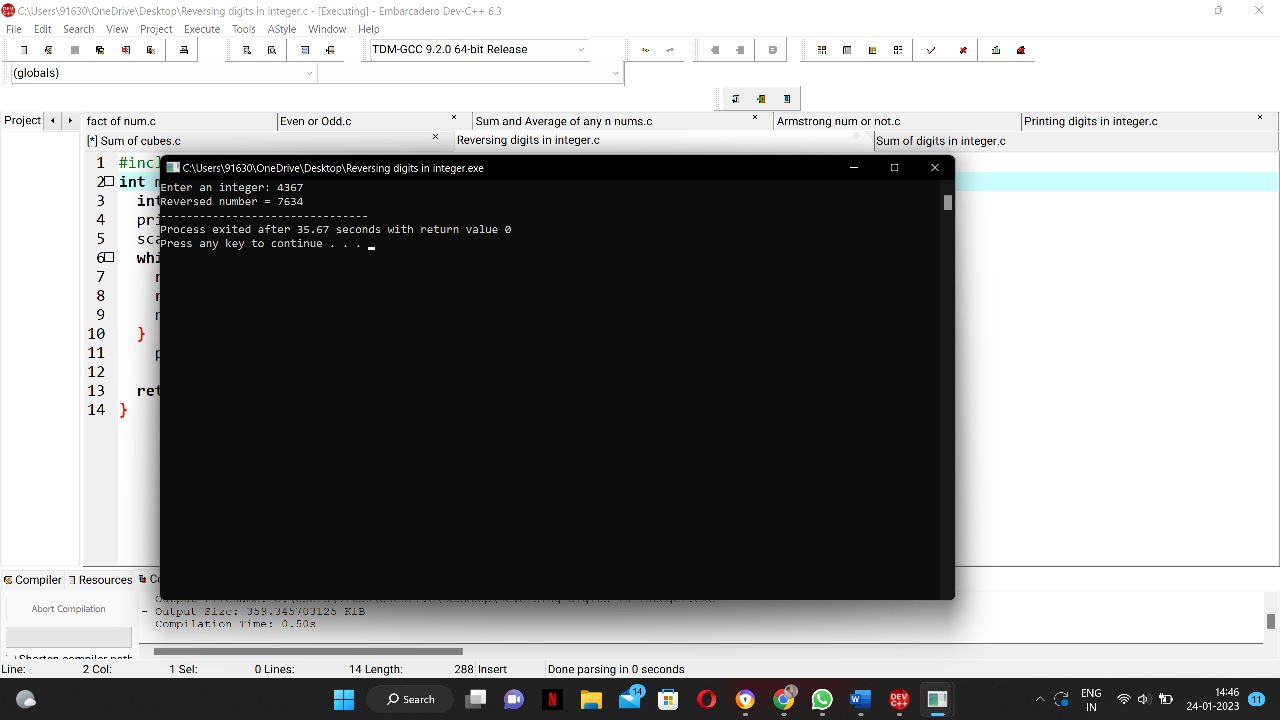 C:\Users\91630\OneDrive\Desktop\Reversing digits in integer.c - [Executing] - Embarcadero Dev-C++ 6.3
File Edit Search View Project Execute Tools AStyle Window Help
TDM-GCC 9.2.0 64-bit Release
(globals)
Project
fact of num.c Even or Odd.c Sum and Average of any n nums.c Armstrong num or not.c Printing digits in integer.c
[*] Sum of cubes.c Reversing digits in integer.c Sum of digits in integer.c
C:\Users\91630\OneDrive\Desktop\Reversing digits in integer.exe
Enter an integer: 4367
Reversed number = 7634
--------------------------------
Process exited after 35.67 seconds with return value 0
Press any key to continue . . .
1 #incl
2 int
3 int
4 pri
5 sca
6 whi
7
8
9
10 }
11
12
13 ret
14 }
Compiler Resources
Abort Compilation
- Output Size: 359.345703125 KiB
- Compilation Time: 0.50s
Shorten compiler path
Line: 2 Col: 1 Sel: 0 Lines: 14 Length: 288 Insert Done parsing in 0 seconds
Search
14
N
DEV C++
ENG
IN
14:46
24-01-2023
11